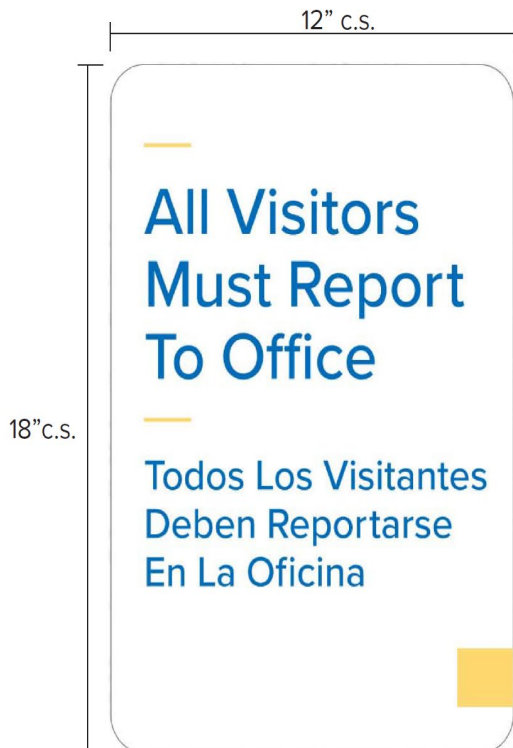 12” c.s.
All Visitors
Must Report
To Office
18”c.s.
Todos Los Visitantes
Deben Reportarse
En La Oficina